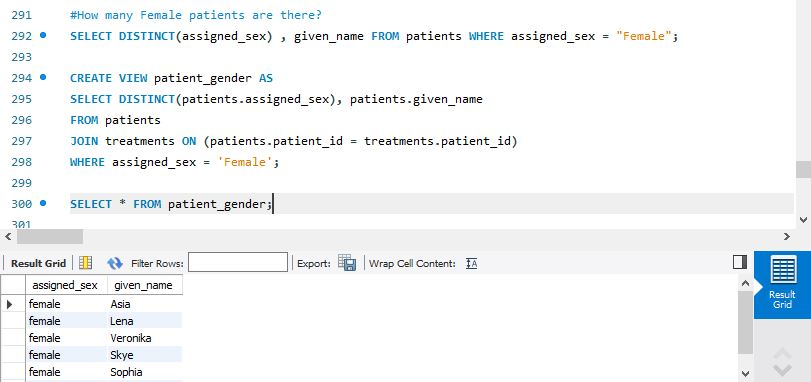 291 #How many Female patients are there?
292 SELECT DISTINCT(assigned_sex) , given_name FROM patients WHERE assigned_sex = "Female";
293
294 CREATE VIEW patient_gender AS
295 SELECT DISTINCT(patients.assigned_sex), patients.given_name
296 FROM patients
297 JOIN treatments ON (patients.patient_id = treatments.patient_id)
298 WHERE assigned_sex = 'Female';
299
300 SELECT * FROM patient_gender;
301
Result Grid Filter Rows: Export: Wrap Cell Content:
assigned_sex given_name
female Asia
female Lena
female Veronika
female Skye
female Sophia
Result
Grid